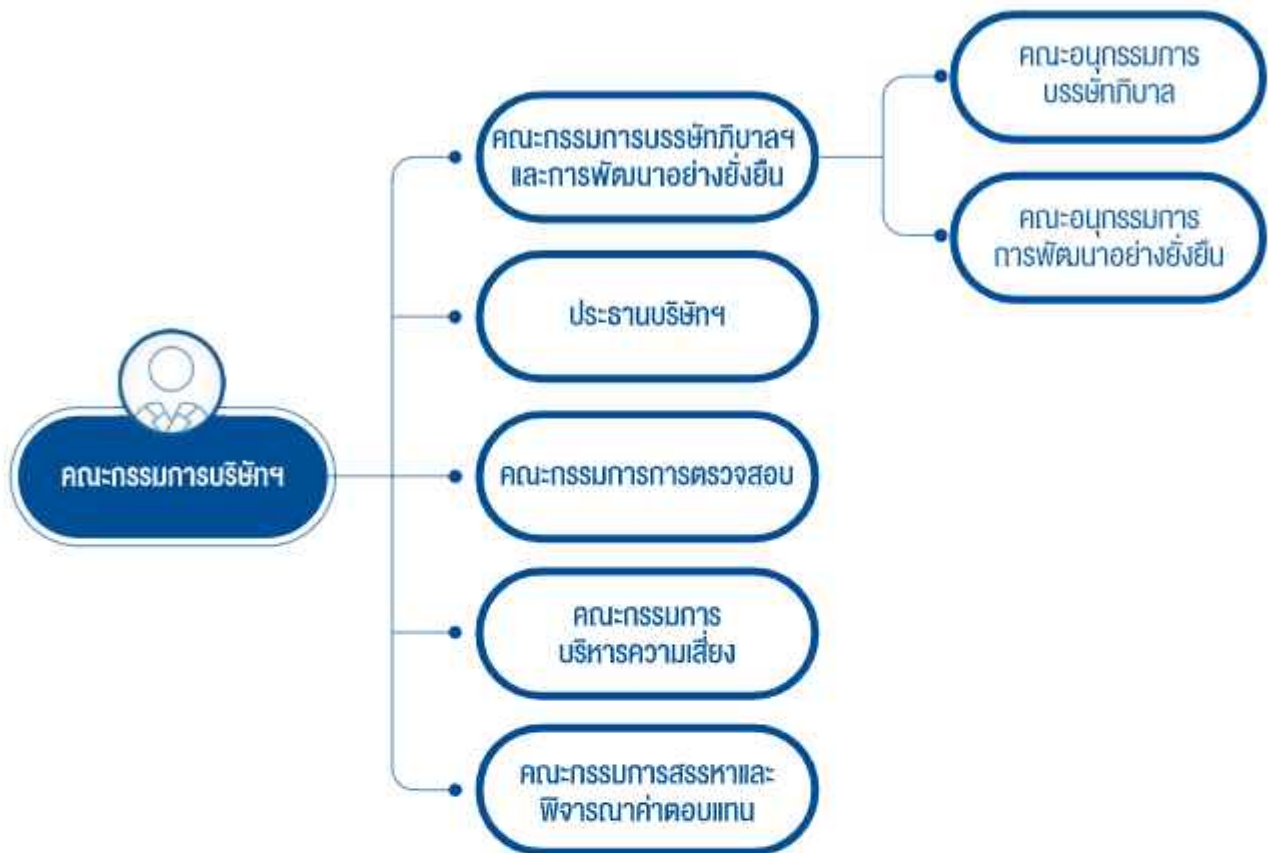 คณะอนุกรรมการ
บรรษัทภิบาล
คณะกรรมการบรรษัทภิบาลฯ
และการพัฒนาอย่างยั่งยืน
คณะอนุกรรมการ
การพัฒนาอย่างยั่งยืน
ประธานบริษัทฯ
คณะกรรมการบริษัทฯ
คณะกรรมการการตรวจสอบ
คณะกรรมการ
บริหารความเสี่ยง
คณะกรรมการสรรหาและ
พิจารณาค่าตอบแทน